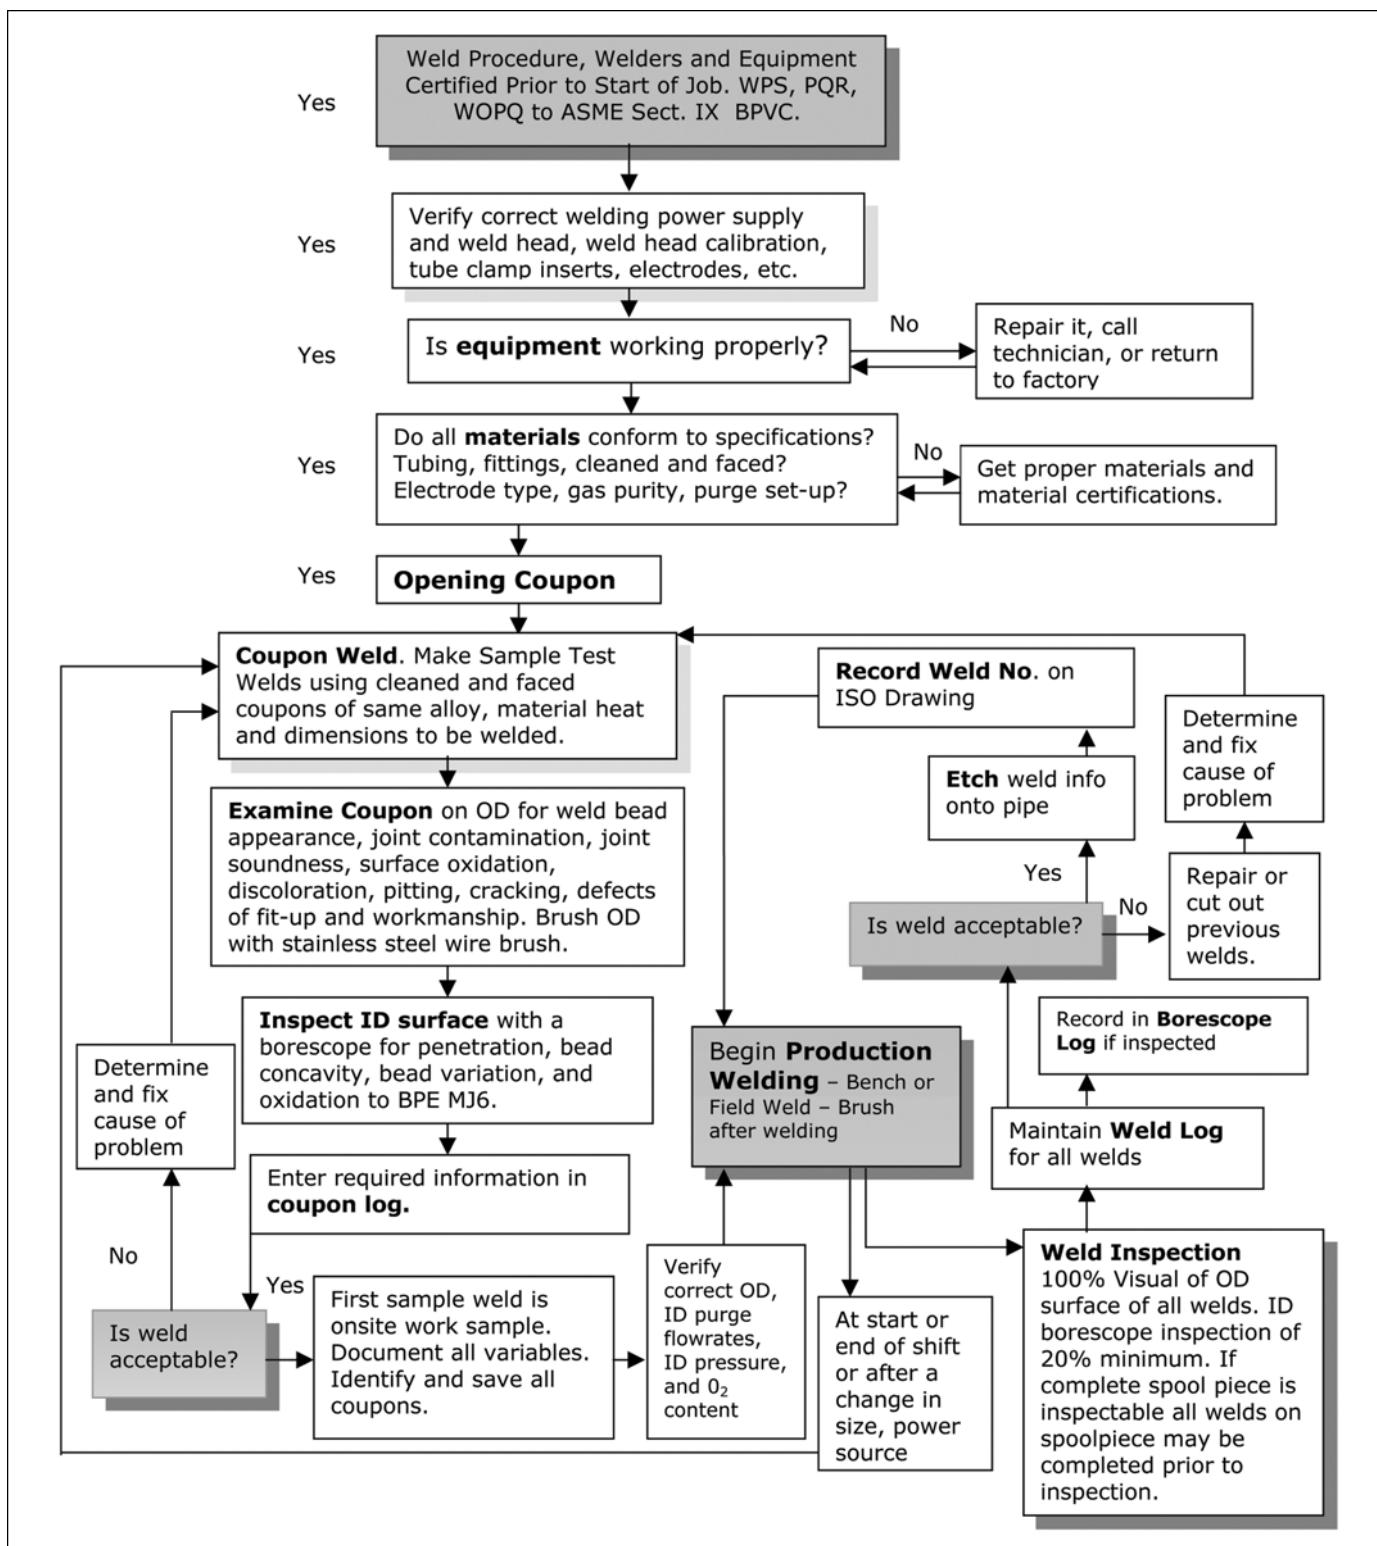 Weld Procedure, Welders and Equipment
Certified Prior to Start of Job. WPS, PQR,
WOPQ to ASME Sect. IX BPVC.
Yes
Verify correct welding power supply
and weld head, weld head calibration,
tube clamp inserts, electrodes, etc.
Yes
Is equipment working properly?
Yes
No
Repair it, call
technician, or return
to factory
Do all materials conform to specifications?
Tubing, fittings, cleaned and faced?
Electrode type, gas purity, purge set-up?
Yes
No
Get proper materials and
material certifications.
Yes
Opening Coupon
Coupon Weld. Make Sample Test
Welds using cleaned and faced
coupons of same alloy, material heat
and dimensions to be welded.
Examine Coupon on OD for weld bead
appearance, joint contamination, joint
soundness, surface oxidation,
discoloration, pitting, cracking, defects
of fit-up and workmanship. Brush OD
with stainless steel wire brush.
Inspect ID surface with a
borescope for penetration, bead
concavity, bead variation, and
oxidation to BPE MJ6.
Enter required information in
coupon log.
Is weld
acceptable?
No
Determine
and fix
cause of
problem
Yes
First sample weld is
onsite work sample.
Document all variables.
Identify and save all
coupons.
Verify
correct OD,
ID purge
flowrates,
ID pressure,
and 0₂
content
Begin Production
Welding – Bench or
Field Weld – Brush
after welding
At start or
end of shift
or after a
change in
size, power
source
Weld Inspection
100% Visual of OD
surface of all welds. ID
borescope inspection of
20% minimum. If
complete spool piece is
inspectable all welds on
spoolpiece may be
completed prior to
inspection.
Maintain Weld Log
for all welds
Record in Borescope
Log if inspected
Is weld acceptable?
Yes
Etch weld info
onto pipe
Record Weld No. on
ISO Drawing
No
Repair or
cut out
previous
welds.
Determine
and fix
cause of
problem